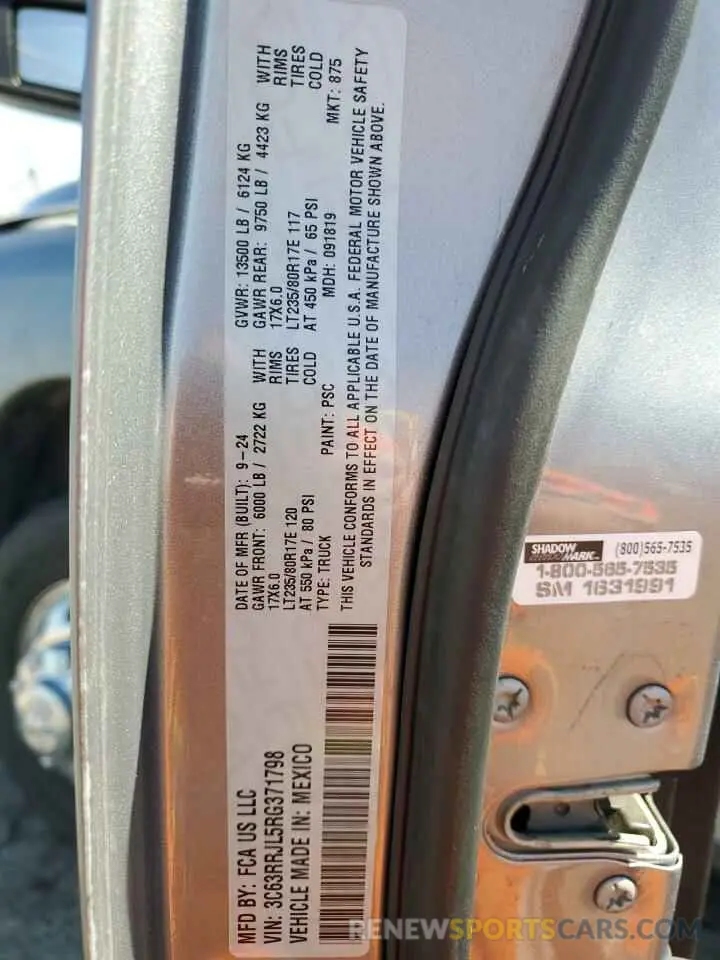 MFD BY: FCA US LLC
VIN: 3C63RRJL5RG371798
VEHICLE MADE IN: MEXICO
DATE OF MFR (BUILT): 9-24
GAWR FRONT: 6000 LB / 2722 KG WITH
17X6.0 RIMS
LT235/80R17E 120 TIRES
AT 550 kPa / 80 PSI COLD
TYPE: TRUCK PAINT: PSC
GVWR: 13500 LB / 6124 KG
GAWR REAR: 9750 LB / 4423 KG WITH
17X6.0 RIMS
LT235/80R17E 117 TIRES
AT 450 kPa / 65 PSI COLD
MDH: 091819 MKT: 875
THIS VEHICLE CONFORMS TO ALL APPLICABLE U.S.A. FEDERAL MOTOR VEHICLE SAFETY
STANDARDS IN EFFECT ON THE DATE OF MANUFACTURE SHOWN ABOVE.
SHADOW MARK (800)565-7535
1-800-565-7535
SM 1631991
RENEWSPORTSCARS.COM